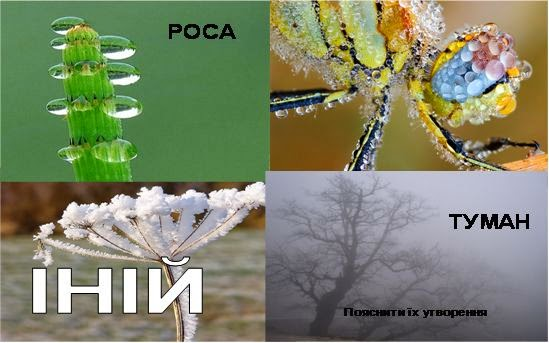 РОСА
ТУМАН
ІНІЙ
Пояснити їх утворення